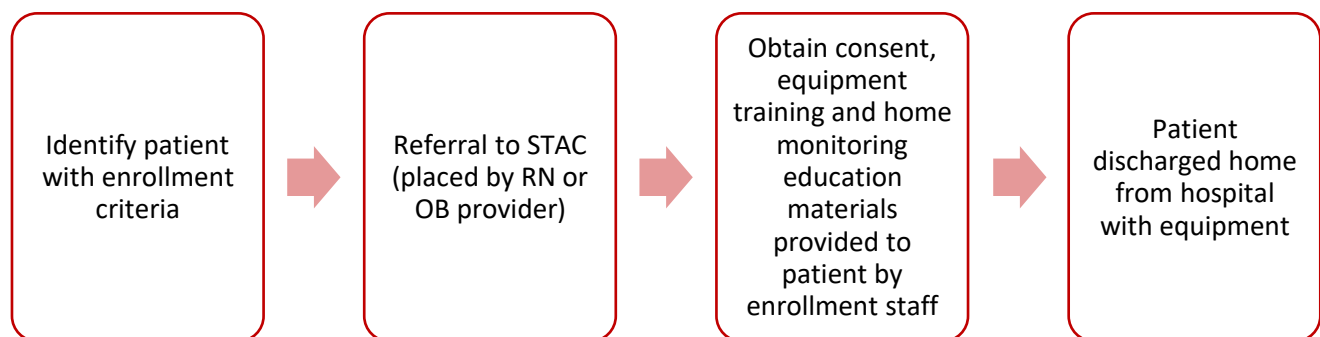 Identify patient
with enrollment
criteria
Referral to STAC
(placed by RN or
OB provider)
Obtain consent,
equipment
training and home
monitoring
education
materials
provided to
patient by
enrollment staff
Patient
discharged home
from hospital
with equipment